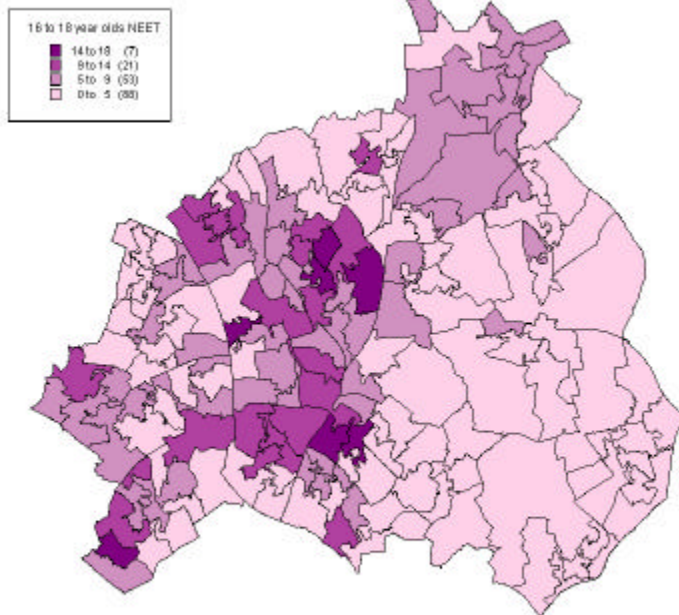 16 to 18 year olds NEET
14 to 18 (7)
9 to 14 (21)
5 to 9 (53)
0 to 5 (88)